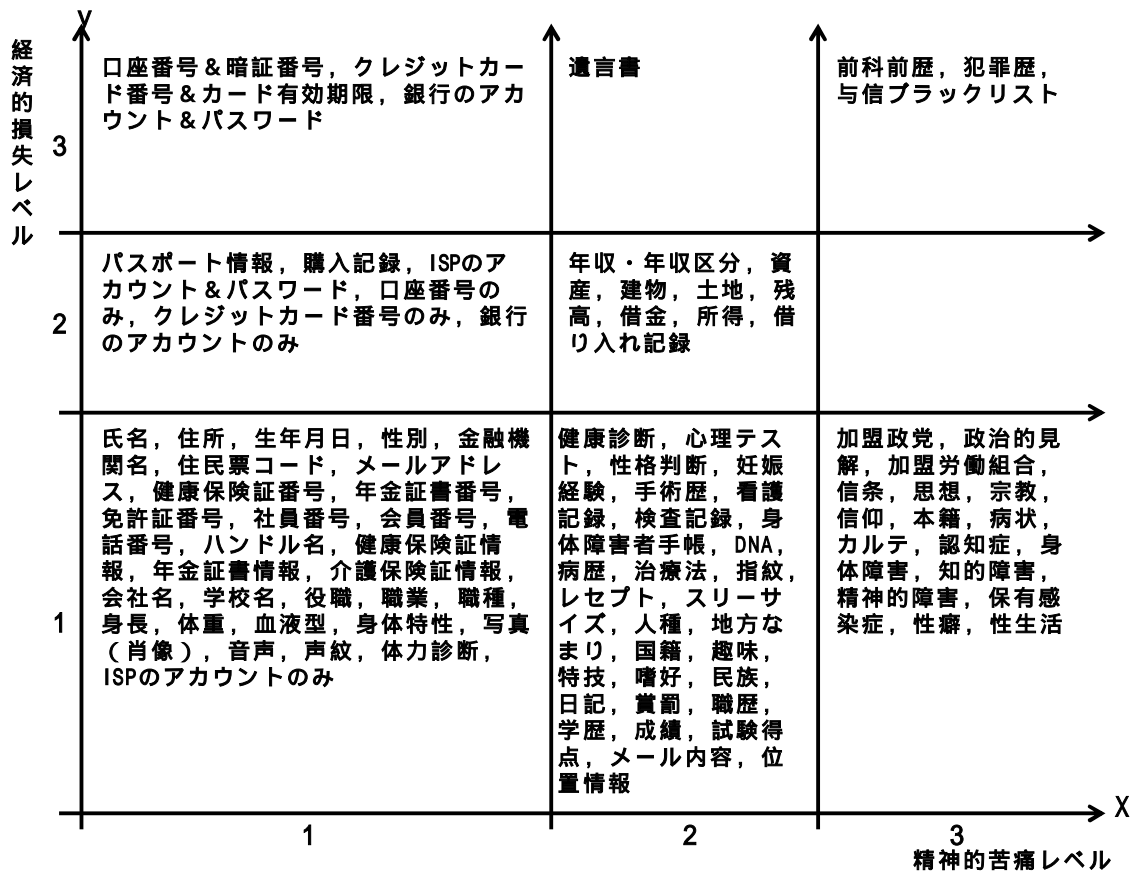 y
経済的損失レベル
3
口座番号＆暗証番号，クレジットカー
ド番号＆カード有効期限，銀行のアカ
ウント＆パスワード
遺言書
前科前歴，犯罪歴，
与信ブラックリスト
2
パスポート情報，購入記録，ISPのア
カウント＆パスワード，口座番号の
み，クレジットカード番号のみ，銀行
のアカウントのみ
年収・年収区分，資
産，建物，土地，残
高，借金，所得，借
り入れ記録
1
氏名，住所，生年月日，性別，金融機
関名，住民票コード，メールアドレ
ス，健康保険証番号，年金証書番号，
免許証番号，社員番号，会員番号，電
話番号，ハンドル名，健康保険証情
報，年金証書情報，介護保険証情報，
会社名，学校名，役職，職業，職種，
身長，体重，血液型，身体特性，写真
（肖像），音声，声紋，体力診断，
ISPのアカウントのみ
健康診断，心理テス
ト，性格判断，妊娠
経験，手術歴，看護
記録，検査記録，身
体障害者手帳，DNA，
病歴，治療法，指紋，
レセプト，スリーサ
イズ，人種，地方な
まり，国籍，趣味，
特技，嗜好，民族，
日記，賞罰，職歴，
学歴，成績，試験得
点，メール内容，位
置情報
加盟政党，政治的見
解，加盟労働組合，
信条，思想，宗教，
信仰，本籍，病状，
カルテ，認知症，身
体障害，知的障害，
精神的障害，保有感
染症，性癖，性生活
X
1
2
3
精神的苦痛レベル